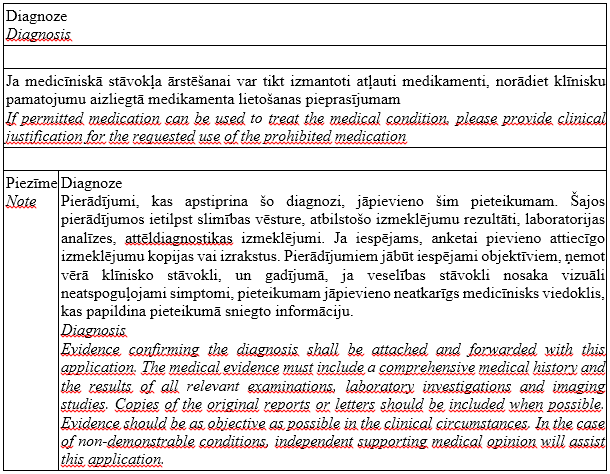 Diagnoze
Diagnosis
Ja medicīniskā stāvokļa ārstēšanai var tikt izmantoti atļauti medikamenti, norādiet klīnisku
pamatojumu aizliegtā medikamenta lietošanas pieprasījumam
If permitted medication can be used to treat the medical condition, please provide clinical
justification for the requested use of the prohibited medication
Piezīme
Note
Diagnoze
Pierādījumi, kas apstiprina šo diagnozi, jāpievieno šim pieteikumam. Šajos
pierādījumos ietilpst slimības vēsture, atbilstošo izmeklējumu rezultāti, laboratorijas
analīzes, attēldiagnostikas izmeklējumi. Ja iespējams, anketai pievieno attiecīgo
izmeklējumu kopijas vai izrakstus. Pierādījumiem jābūt iespējami objektīviem, ņemot
vērā klīnisko stāvokli, un gadījumā, ja veselības stāvokli nosaka vizuāli
neatspoguļojami simptomi, pieteikumam jāpievieno neatkarīgs medicīnisks viedoklis,
kas papildina pieteikumā sniegto informāciju.
Diagnosis
Evidence confirming the diagnosis shall be attached and forwarded with this
application. The medical evidence must include a comprehensive medical history and
the results of all relevant examinations, laboratory investigations and imaging
studies. Copies of the original reports or letters should be included when possible.
Evidence should be as objective as possible in the clinical circumstances. In the case
of non-demonstrable conditions, independent supporting medical opinion will assist
this application.